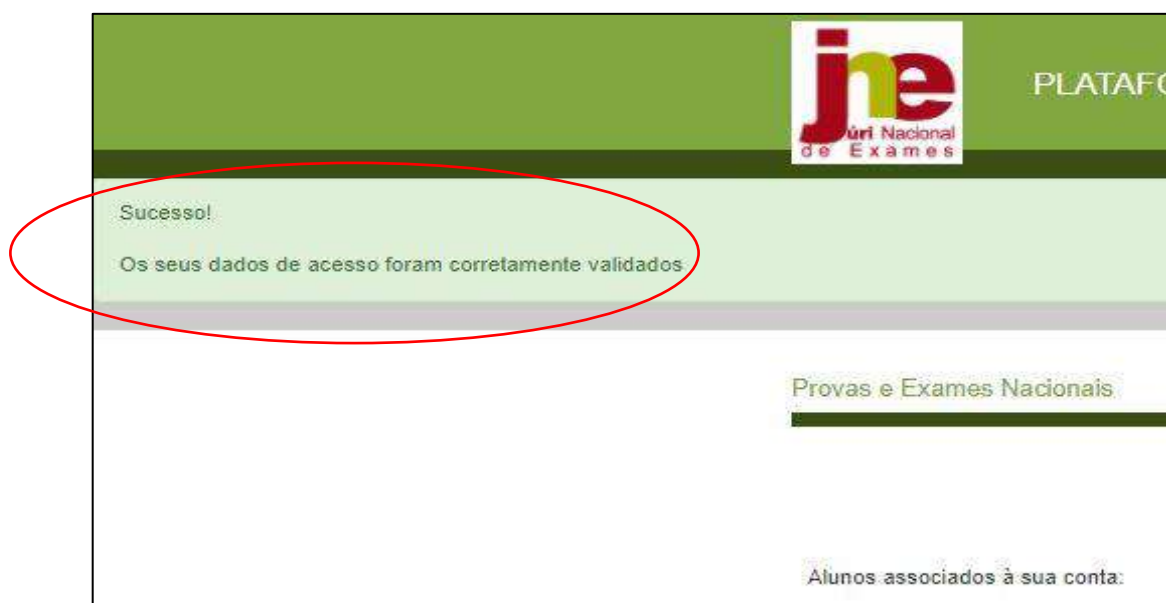 jne
Júri Nacional
de Exames
PLATAFO
Sucesso!
Os seus dados de acesso foram corretamente validados
Provas e Exames Nacionais
Alunos associados à sua conta: